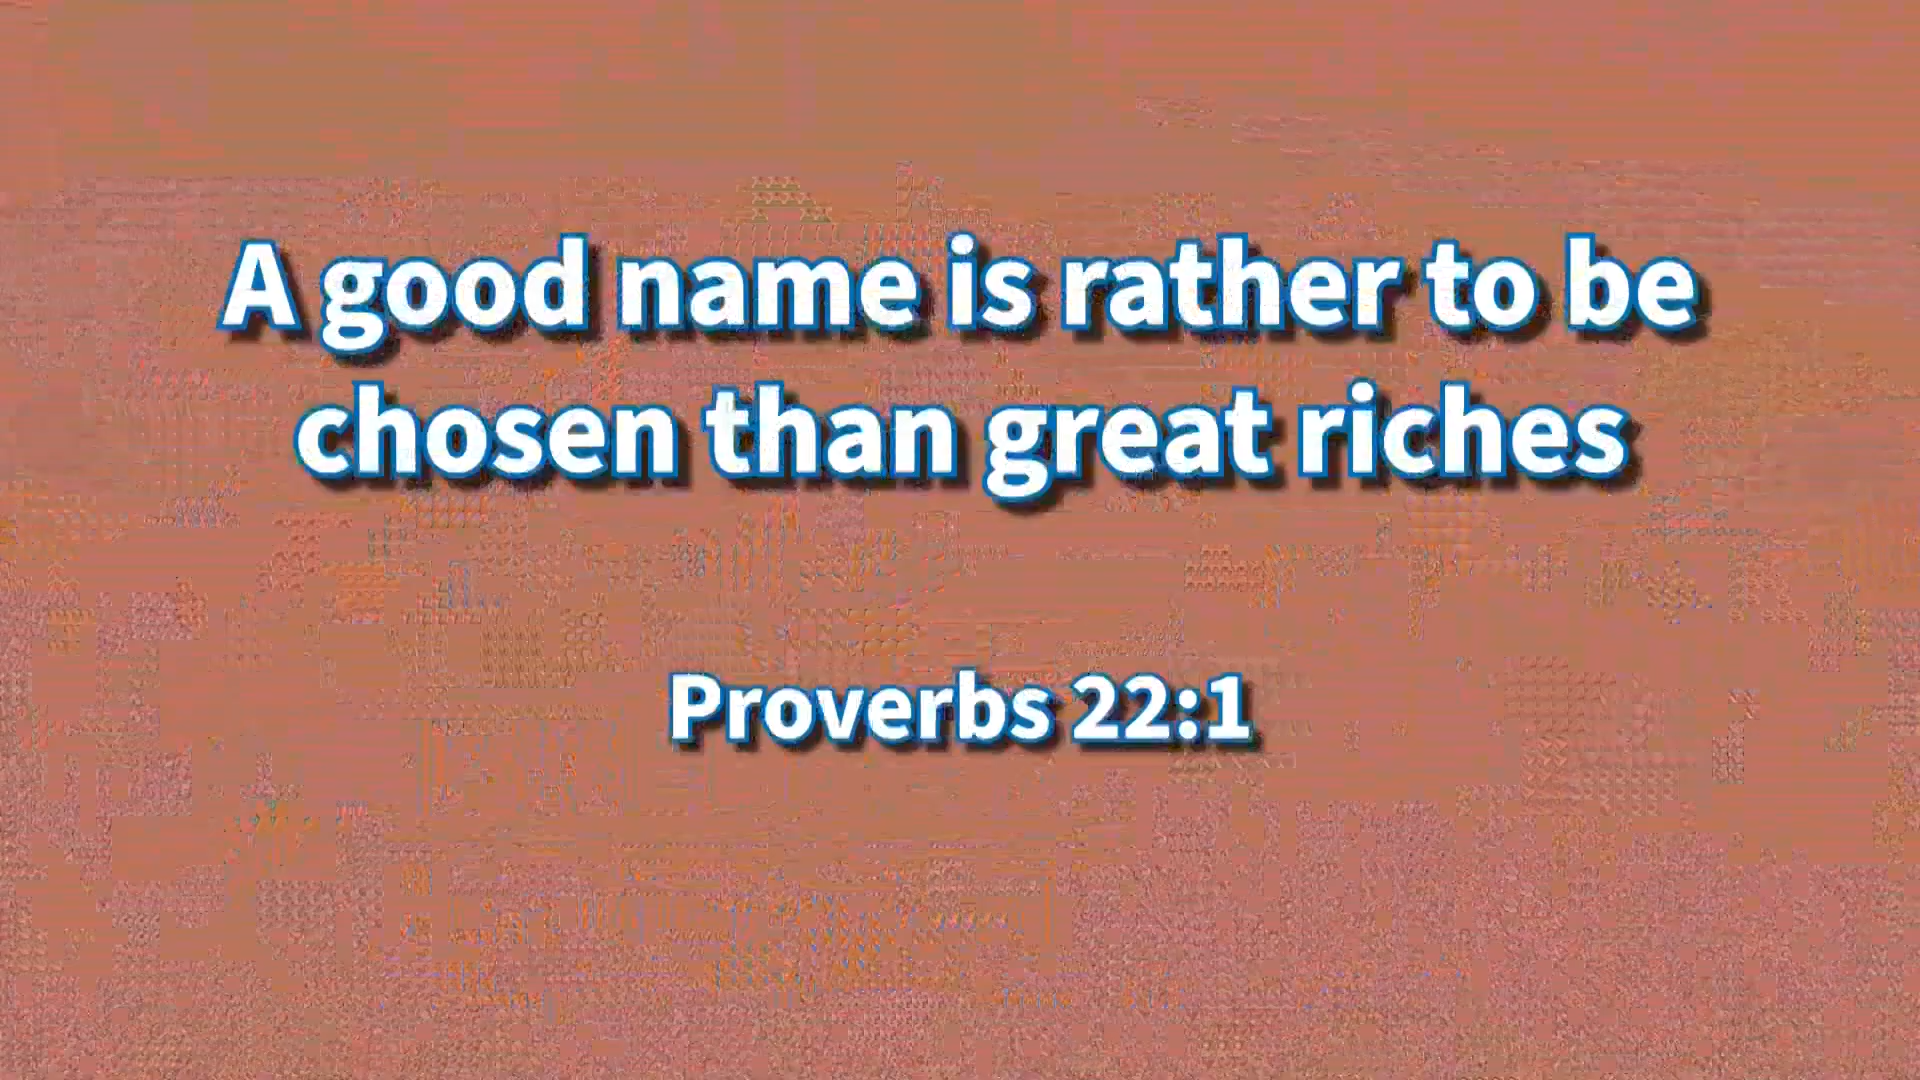 A good name is rather to be
chosen than great riches
Proverbs 22:1